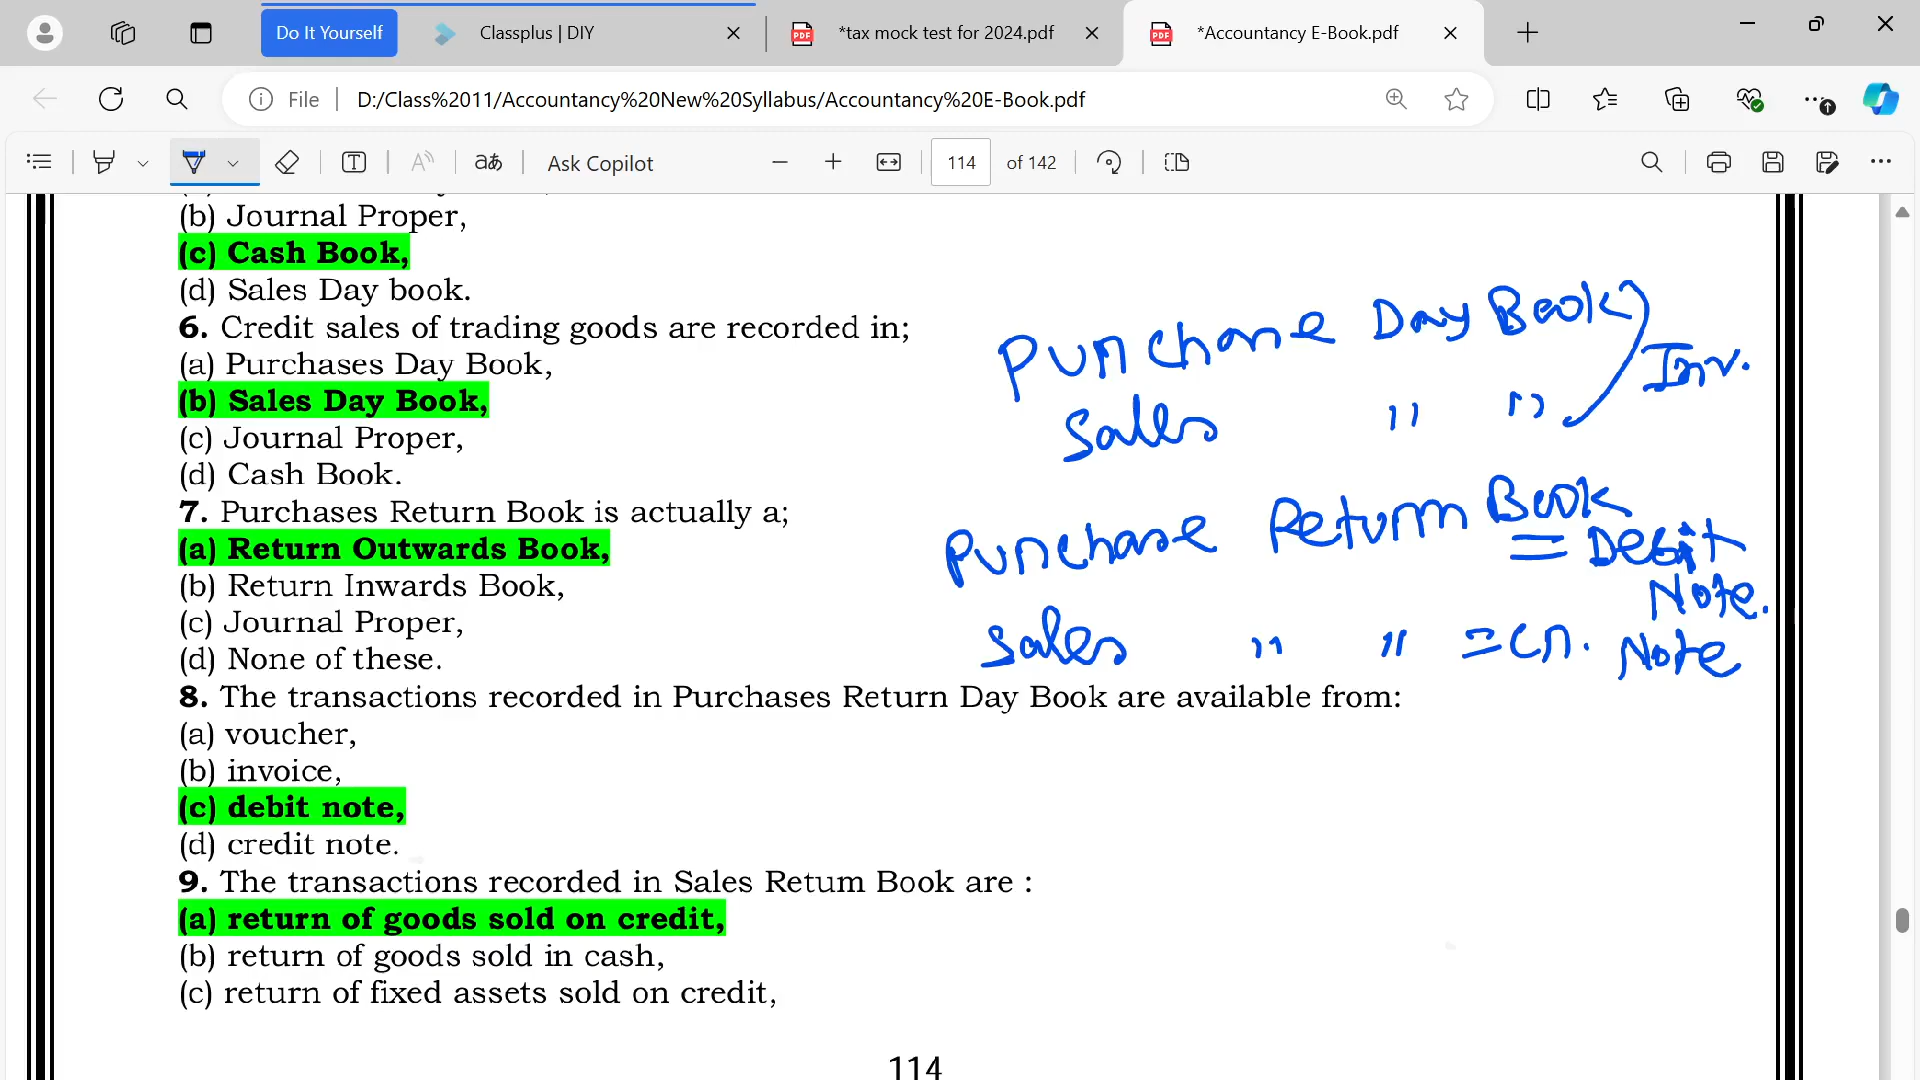 Do It Yourself
Classplus | DIY
*tax mock test for 2024.pdf
*Accountancy E-Book.pdf
File
D:/Class%2011/Accountancy%20New%20Syllabus/Accountancy%20E-Book.pdf
Ask Copilot
114 of 142
(b) Journal Proper,
(c) Cash Book,
(d) Sales Day book.
6. Credit sales of trading goods are recorded in;
(a) Purchases Day Book,
(b) Sales Day Book,
(c) Journal Proper,
(d) Cash Book.
7. Purchases Return Book is actually a;
(a) Return Outwards Book,
(b) Return Inwards Book,
(c) Journal Proper,
(d) None of these.
8. The transactions recorded in Purchases Return Day Book are available from:
(a) voucher,
(b) invoice,
(c) debit note,
(d) credit note.
9. The transactions recorded in Sales Retum Book are :
(a) return of goods sold on credit,
(b) return of goods sold in cash,
(c) return of fixed assets sold on credit,
Purchase Day Book
Inv.
Sales " "
Purchase Return Book
= Debit
Note.
Sales " " = Cr. Note
114